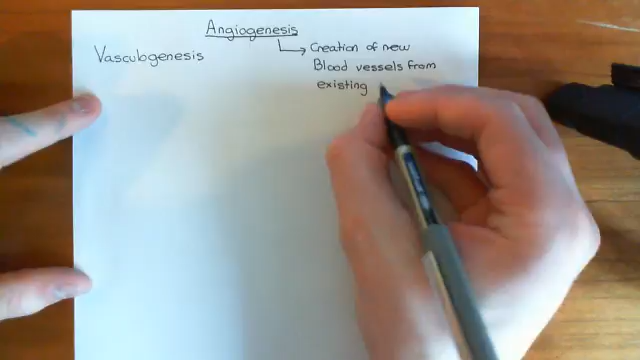 Angiogenesis
Vasculogenesis
Creation of new
Blood vessels from
existing